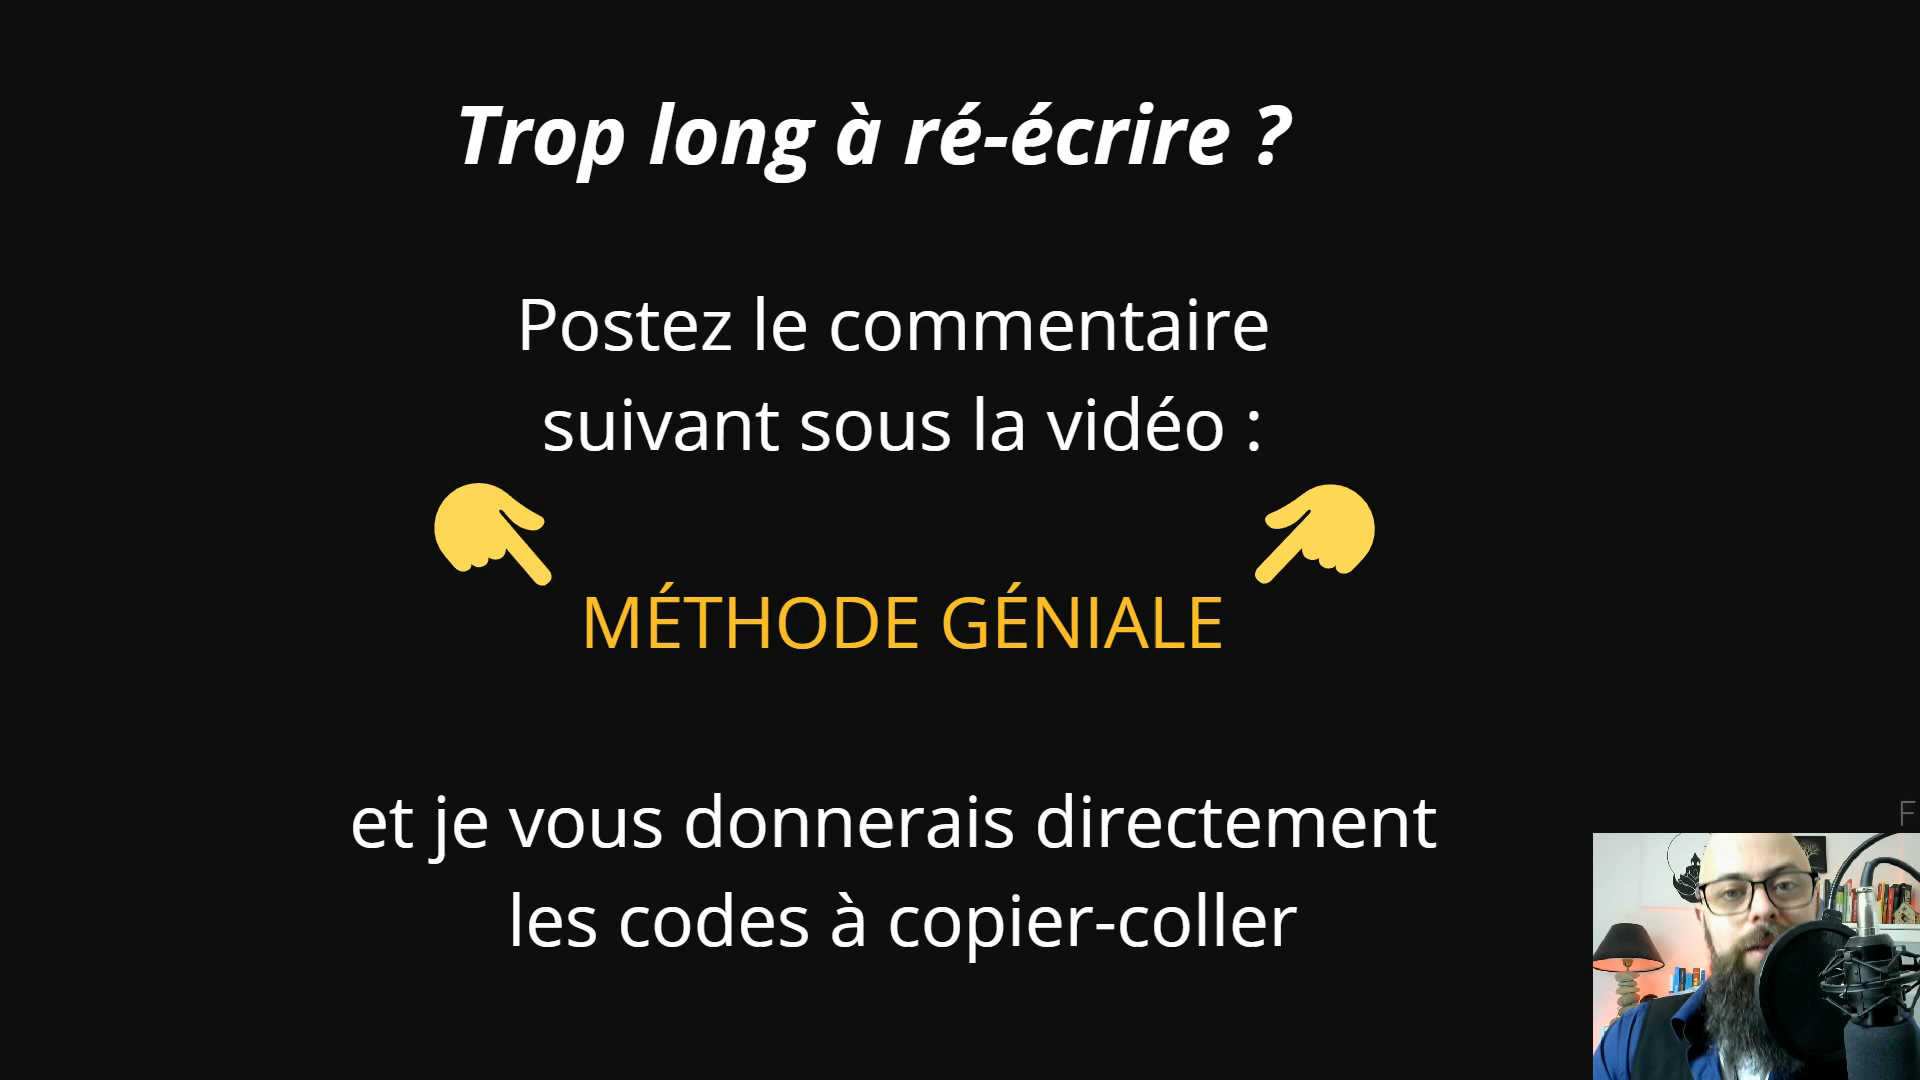 Trop long à ré-écrire ?
Postez le commentaire
suivant sous la vidéo :
MÉTHODE GÉNIALE
et je vous donnerais directement
les codes à copier-coller
F